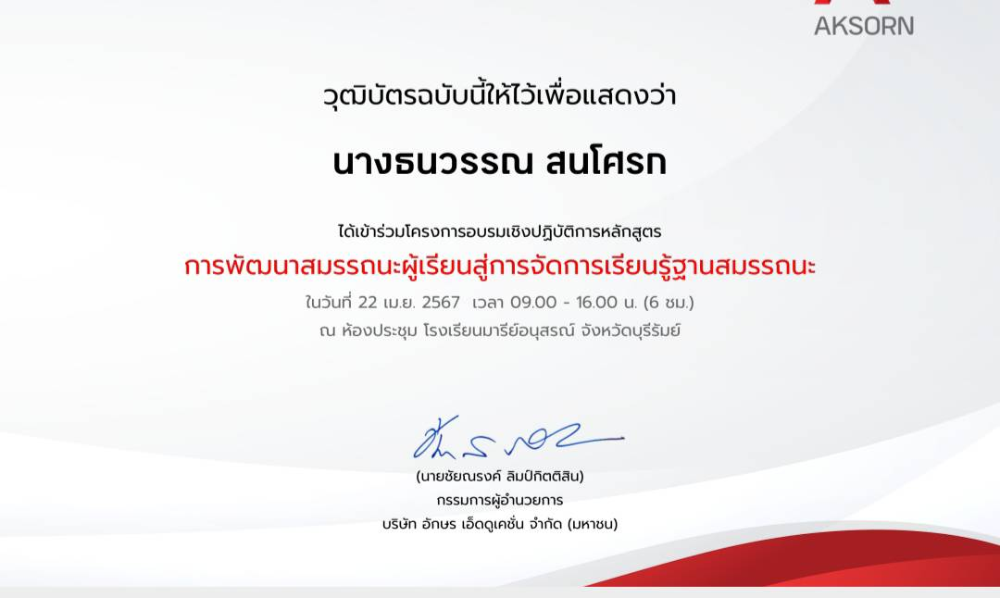 AKSORN
วุฒิบัตรฉบับนี้ให้ไว้เพื่อแสดงว่า
นางธนวรรณ สนโศรก
ได้เข้าร่วมโครงการอบรมเชิงปฏิบัติการหลักสูตร
การพัฒนาสมรรถนะผู้เรียนสู่การจัดการเรียนรู้ฐานสมรรถนะ
ในวันที่ 22 เม.ย. 2567 เวลา 09.00 - 16.00 น. (6 ชม.)
ณ ห้องประชุม โรงเรียนมารีย์อนุสรณ์ จังหวัดบุรีรัมย์
(นายชัยณรงค์ ลิมป์กิตติสิน)
กรรมการผู้อำนวยการ
บริษัท อักษร เอ็ดดูเคชั่น จำกัด (มหาชน)